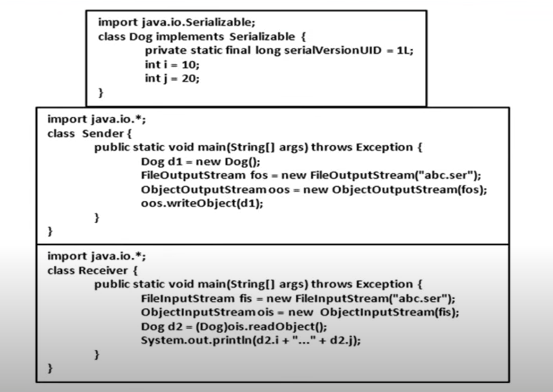 import java.io.Serializable;
class Dog implements Serializable {
private static final long serialVersionUID = 1L;
int i = 10;
int j = 20;
}
import java.io.*;
class Sender {
public static void main(String[] args) throws Exception {
Dog d1 = new Dog();
FileOutputStream fos = new FileOutputStream("abc.ser");
ObjectOutputStream oos = new ObjectOutputStream(fos);
oos.writeObject(d1);
}
}
import java.io.*;
class Receiver {
public static void main(String[] args) throws Exception {
FileInputStream fis = new FileInputStream("abc.ser");
ObjectInputStream ois = new ObjectInputStream(fis);
Dog d2 = (Dog)ois.readObject();
System.out.println(d2.i + "..." + d2.j);
}
}